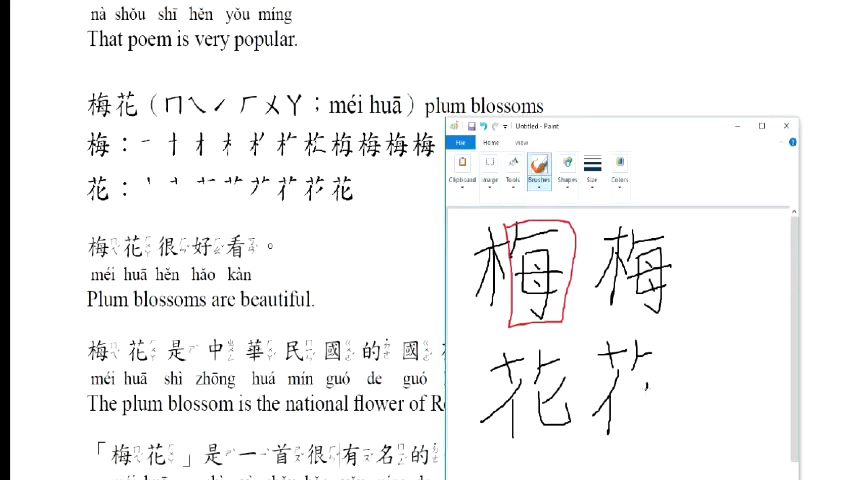 nà shǒu shī hěn yǒu míng
That poem is very popular.
梅花（ㄇㄟˊ ㄏㄨㄚ；méi huā）plum blossoms
梅：
梅梅梅
花：
花
梅花很好看。
méi huā hěn hǎo kàn
Plum blossoms are beautiful.
梅花是中華民國的國
méi huā shì zhōng huá mín guó de guó
The plum blossom is the national flower of
「梅花」是一首很有名的
Untitled - Paint
File Home View
Clipboard Image Tools Brushes Shapes Size Colors
梅 梅
花